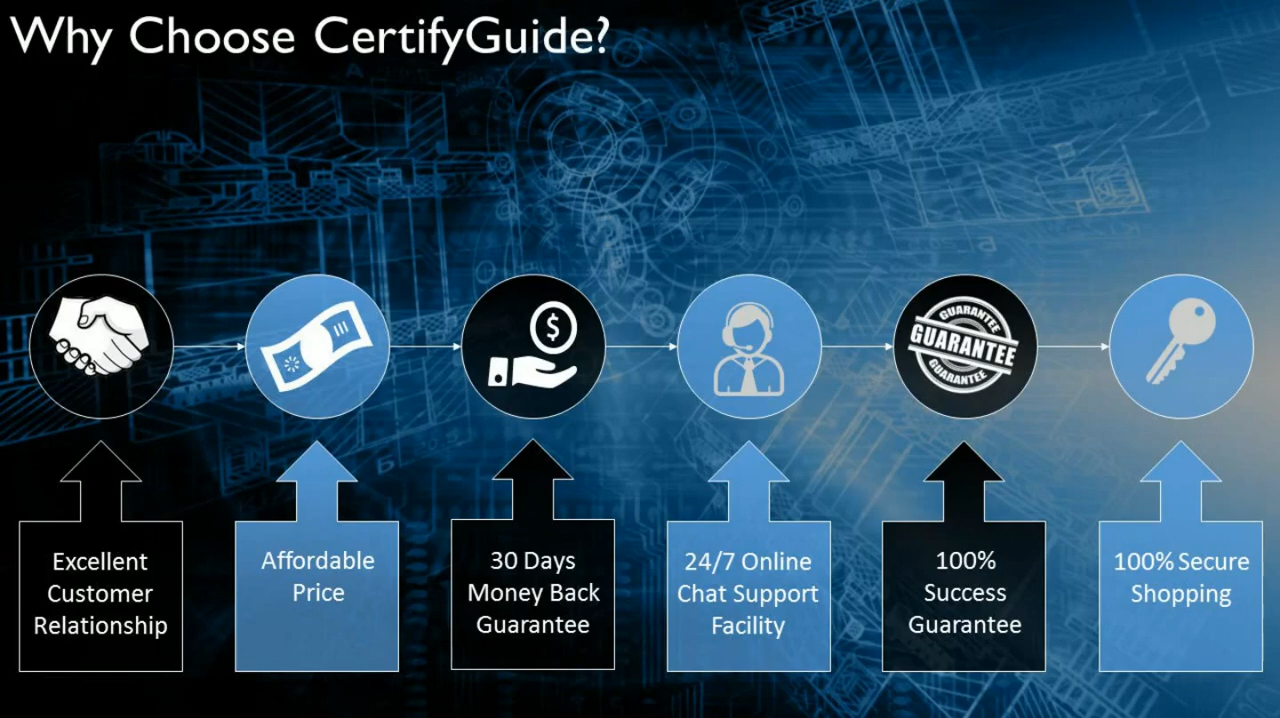 Why Choose CertifyGuide?
GUARANTEE
GUARANTEE
GUARANTEE
Excellent
Customer
Relationship
Affordable
Price
30 Days
Money Back
Guarantee
24/7 Online
Chat Support
Facility
100%
Success
Guarantee
100% Secure
Shopping